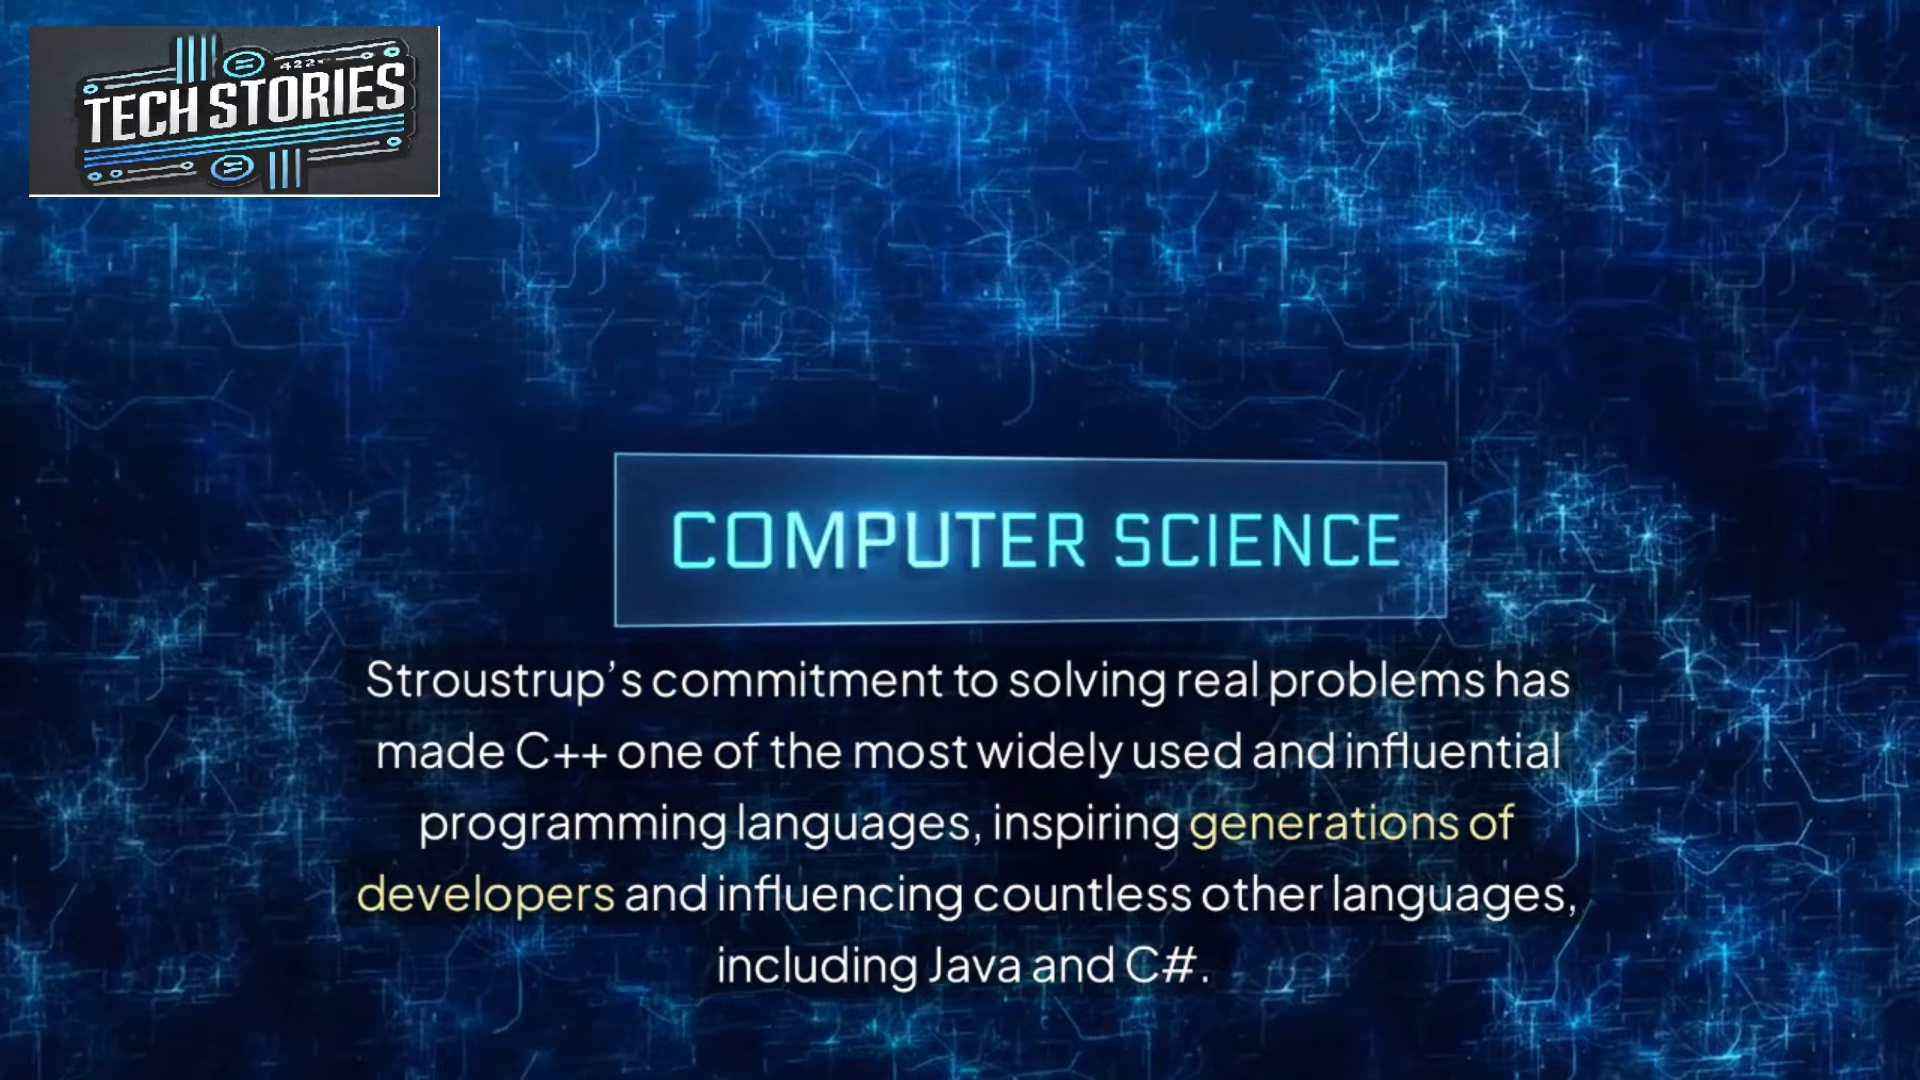 TECH STORIES
COMPUTER SCIENCE
Stroustrup’s commitment to solving real problems has
made C++ one of the most widely used and influential
programming languages, inspiring generations of
developers and influencing countless other languages,
including Java and C#.